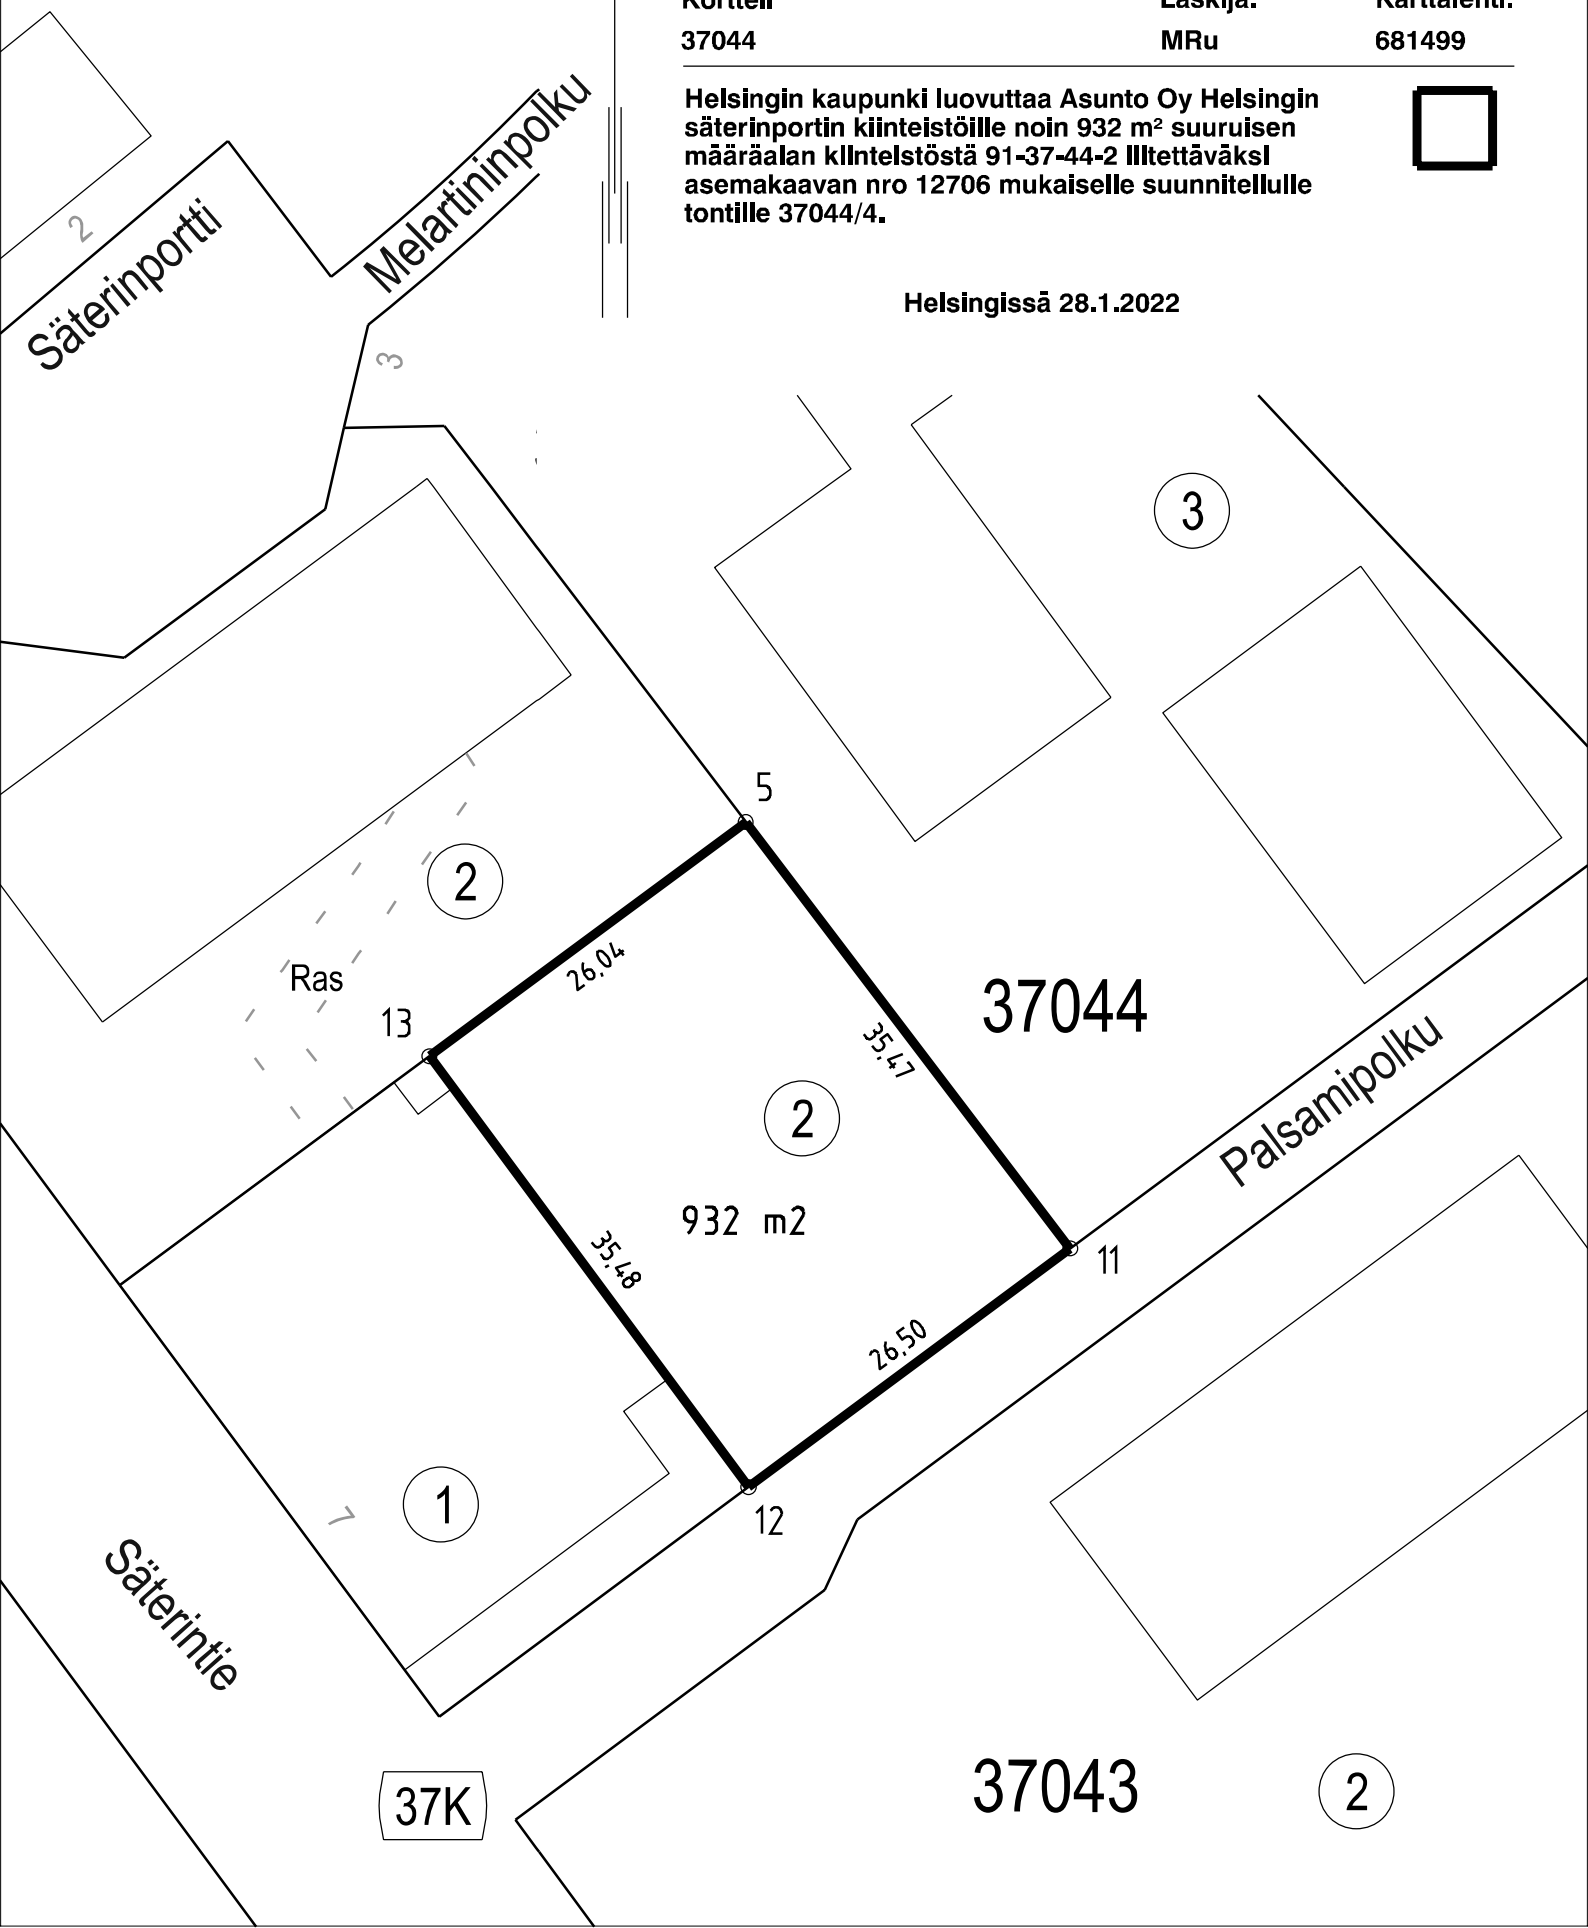 Kortteli Laskija: Karttalehti:
37044 MRu 681499
Helsingin kaupunki luovuttaa Asunto Oy Helsingin
säterinportin kiinteistöille noin 932 m² suuruisen
määräalan kiinteistöstä 91-37-44-2 liitettäväksi
asemakaavan nro 12706 mukaiselle suunnitellulle
tontille 37044/4.
Helsingissä 28.1.2022
Melartininpolku
2
Säterinportti
3
3
5
2
26,04
Ras
13
37044
35,47
Palsamipolku
2
932 m2
35,48
11
26,50
1
7
12
Säterintie
37K
37043
2